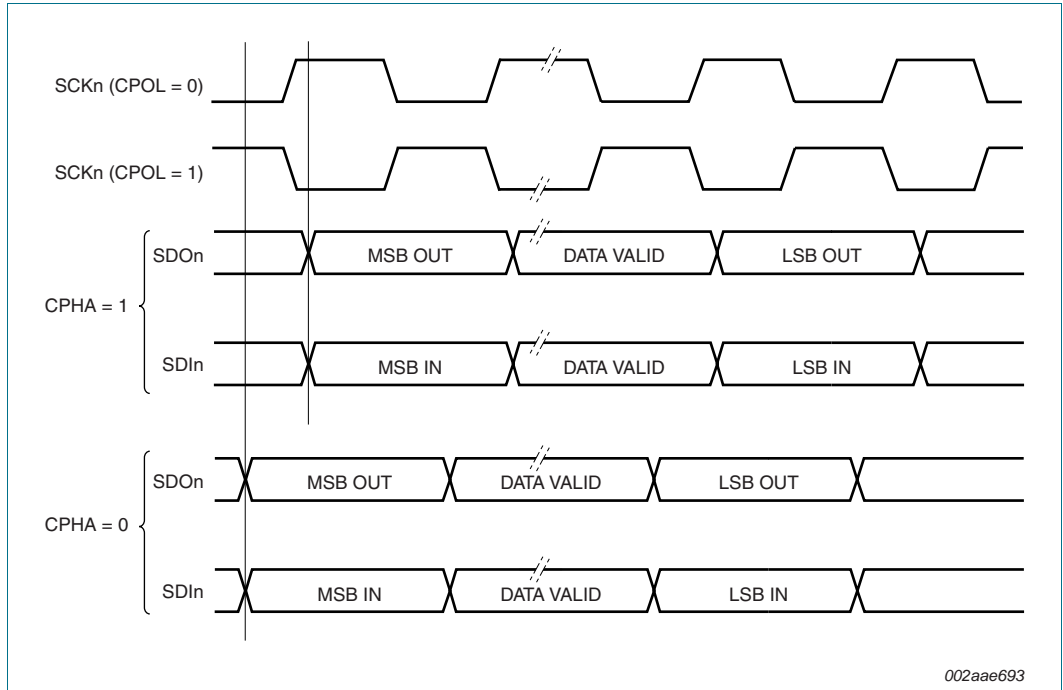 SCKn (CPOL = 0)
SCKn (CPOL = 1)
SDOn MSB OUT DATA VALID LSB OUT
CPHA = 1
SDIn MSB IN DATA VALID LSB IN
SDOn MSB OUT DATA VALID LSB OUT
CPHA = 0
SDIn MSB IN DATA VALID LSB IN
002aae693